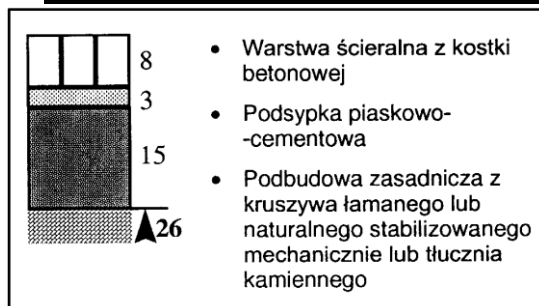 8
3
15
26
• Warstwa ścieralna z kostki
betonowej
• Podsypka piaskowo-
-cementowa
• Podbudowa zasadnicza z
kruszywa łamanego lub
naturalnego stabilizowanego
mechanicznie lub tłucznia
kamiennego